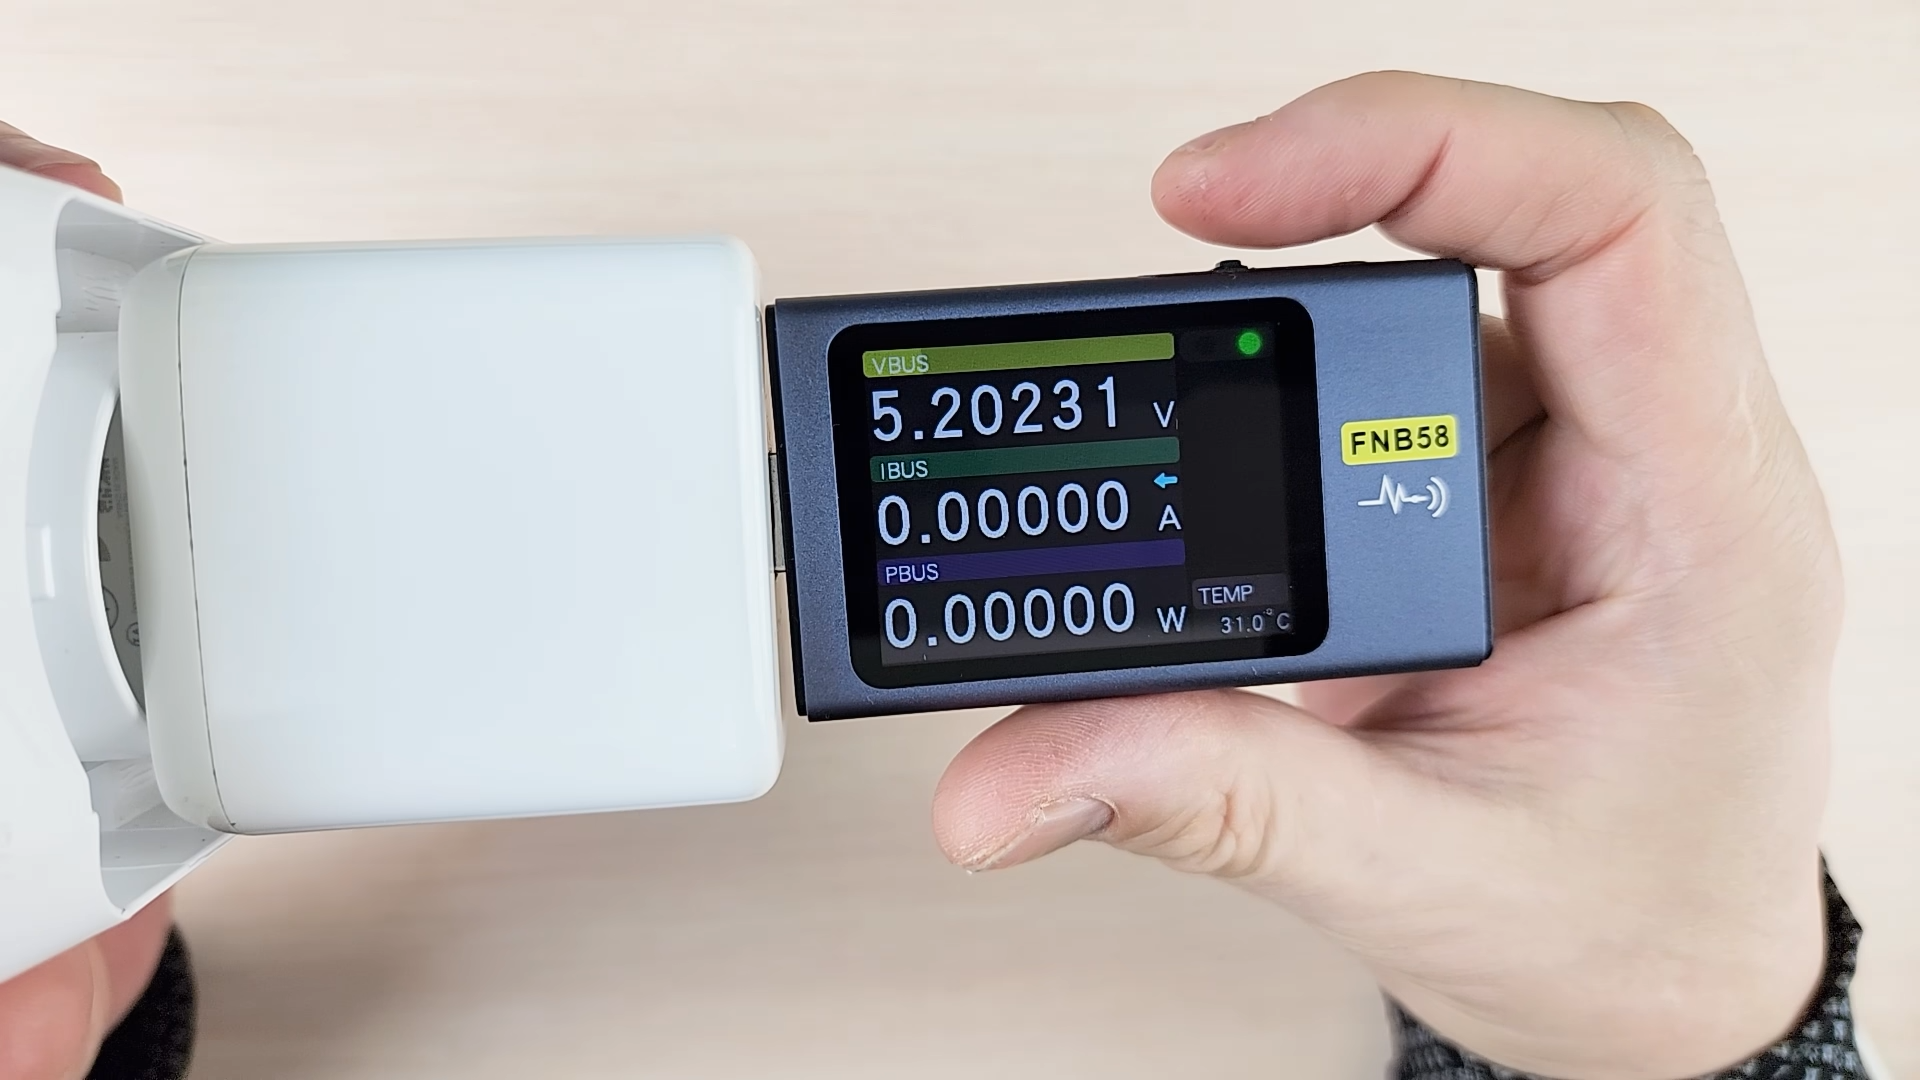 VBUS
5.20231 V
IBUS
0.00000 A
PBUS
0.00000 W
TEMP
31.0°C
FNB58